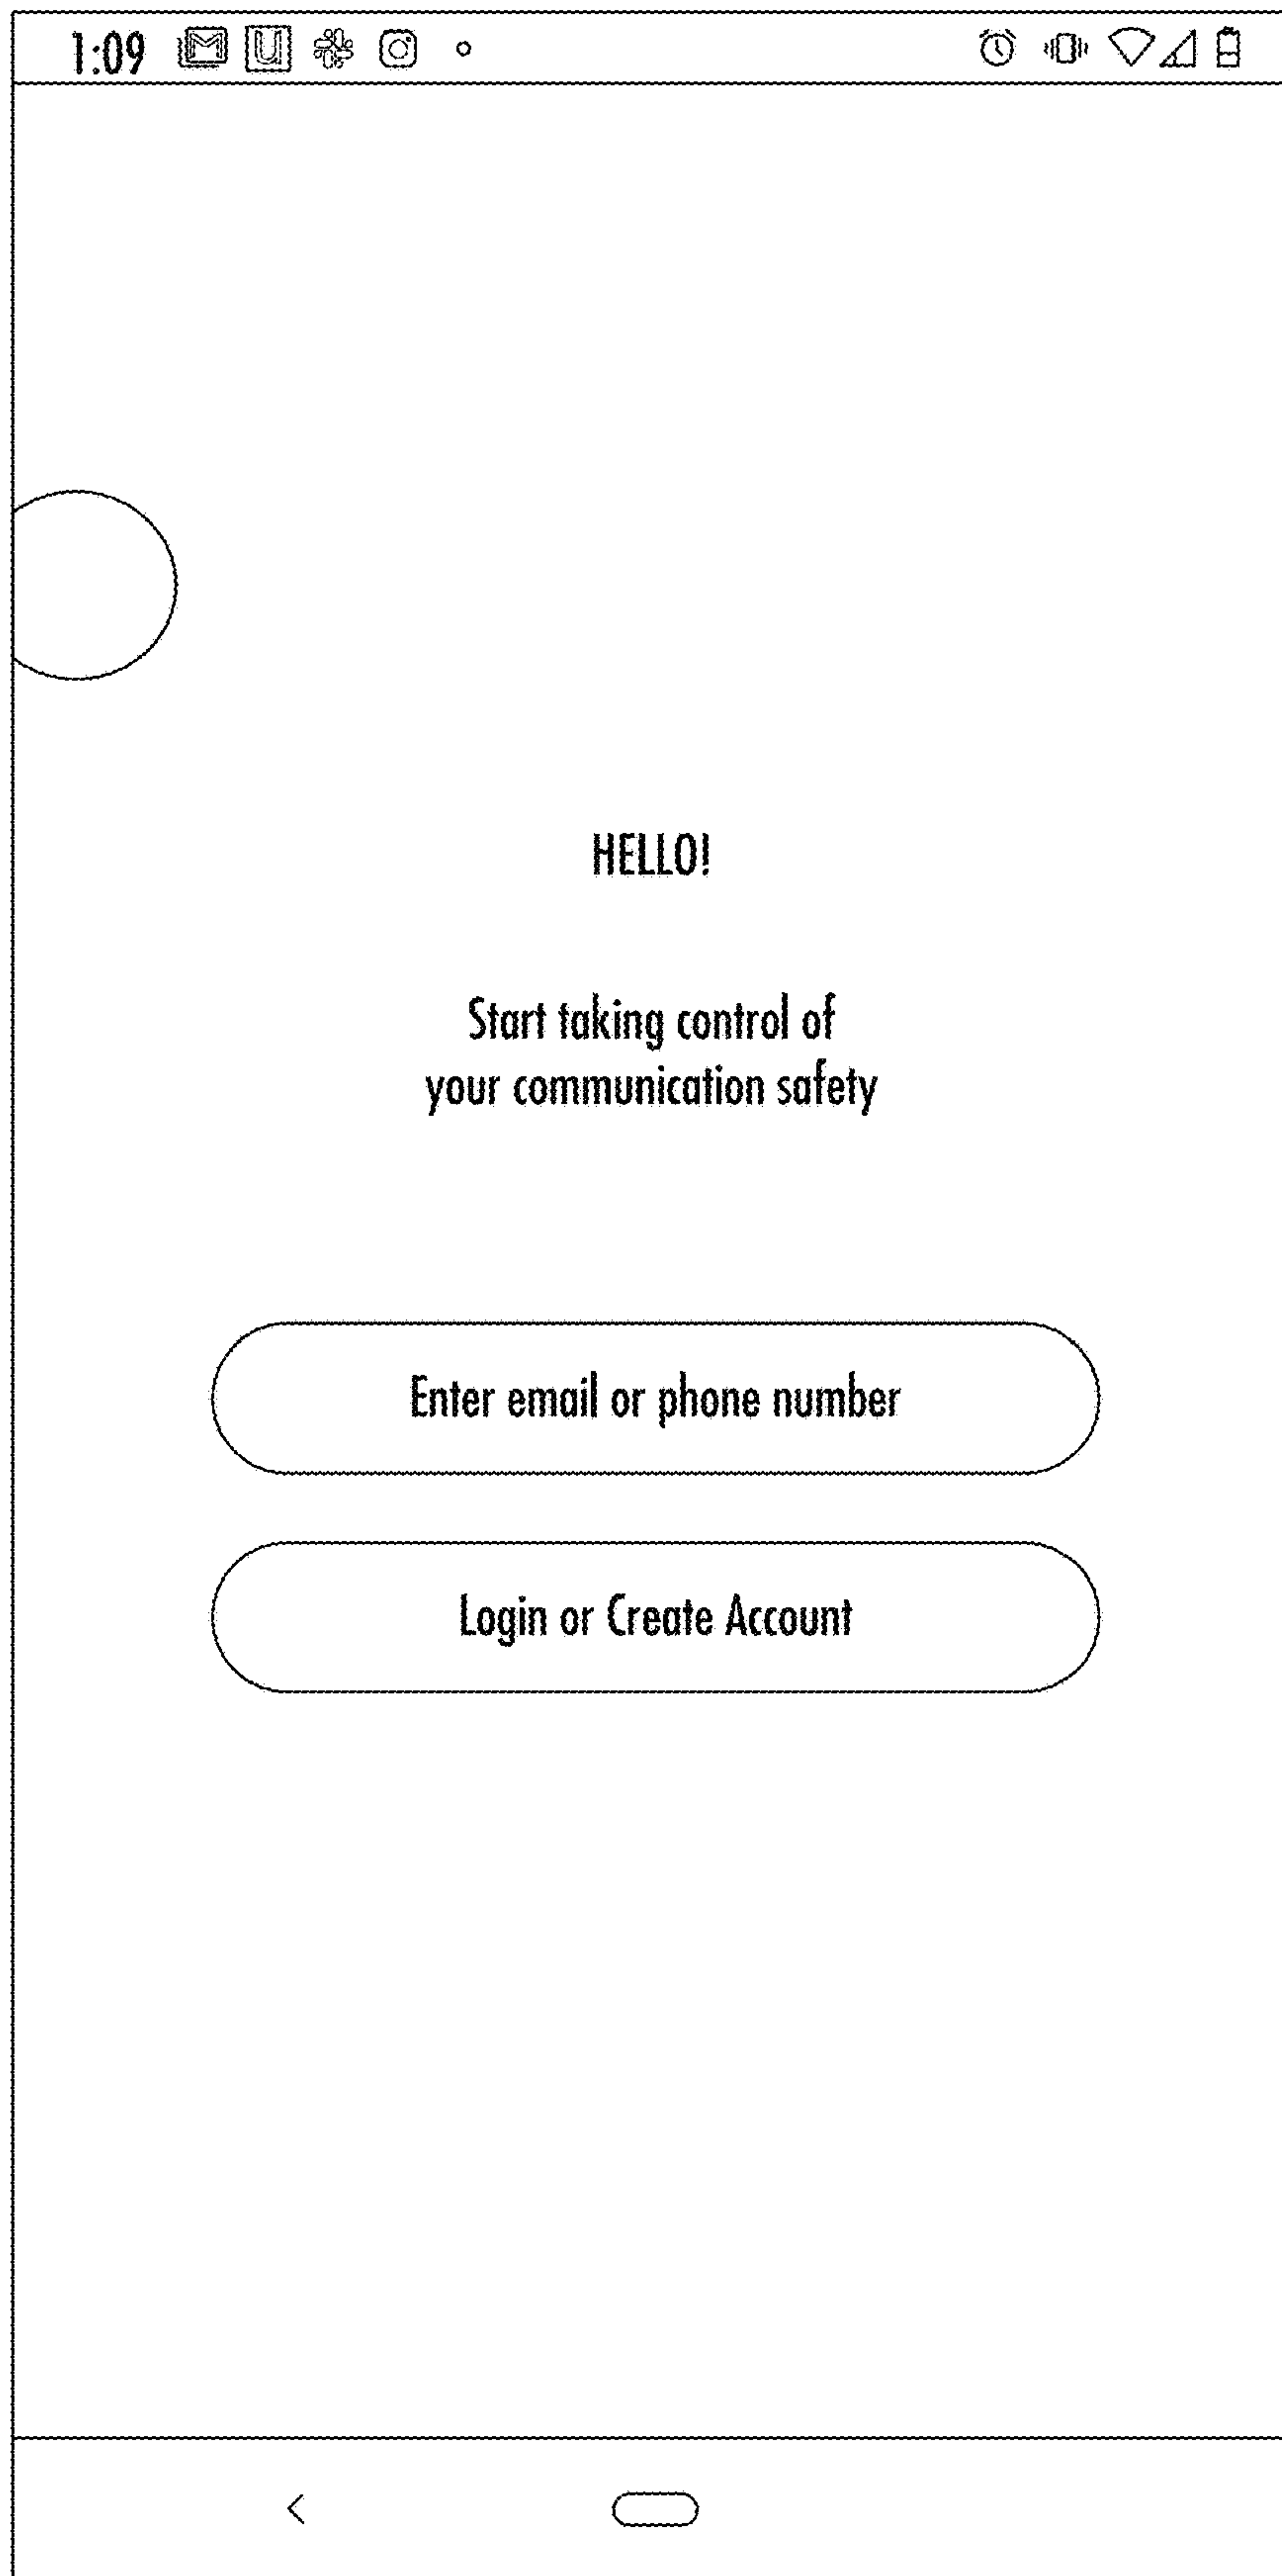 1:09
HELLO!
Start taking control of
your communication safety
Enter email or phone number
Login or Create Account